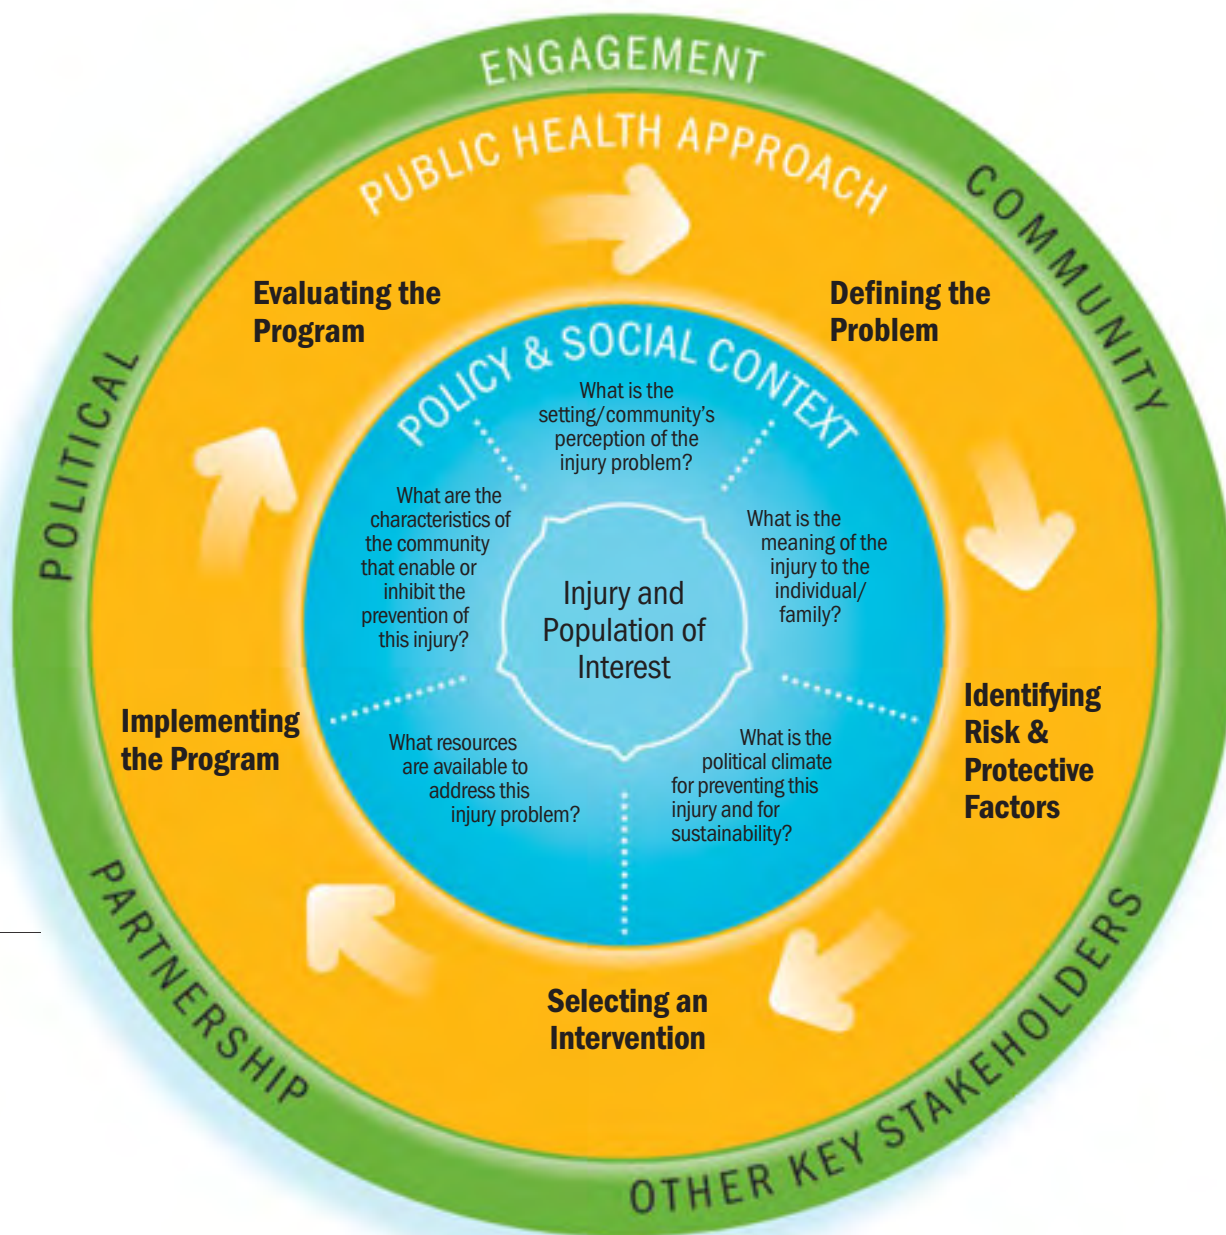 ENGAGEMENT
COMMUNITY
OTHER KEY STAKEHOLDERS
PARTNERSHIP
POLITICAL
PUBLIC HEALTH APPROACH
Defining the
Problem
Identifying
Risk &
Protective
Factors
Selecting an
Intervention
Implementing
the Program
Evaluating the
Program
POLICY & SOCIAL CONTEXT
What is the
setting/community's
perception of the
injury problem?
What is the
meaning of the
injury to the
individual/
family?
What is the
political climate
for preventing this
injury and for
sustainability?
What resources
are available to
address this
injury problem?
What are the
characteristics of
the community
that enable or
inhibit the
prevention of
this injury?
Injury and
Population of
Interest